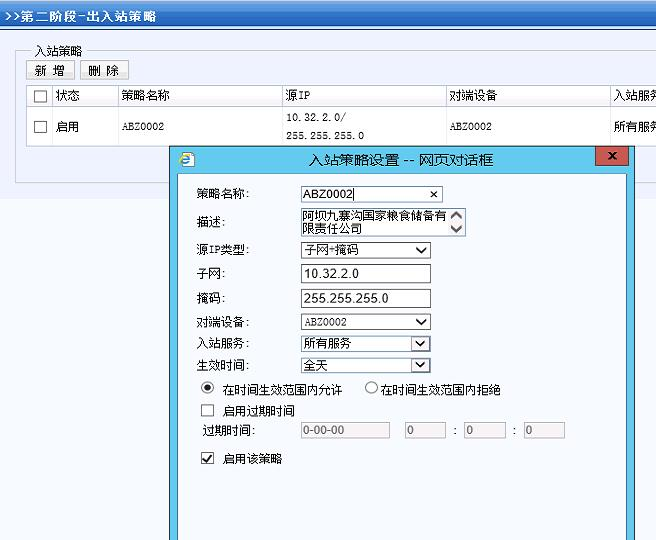 >>第二阶段-出入站策略
入站策略
新 增 删 除
状态 策略名称 源IP 对端设备 入站服务
启用 ABZ0002 10.32.2.0/ ABZ0002 所有服务
255.255.255.0
入站策略设置 -- 网页对话框 x
策略名称: ABZ0002 ×
描述: 阿坝九寨沟国家粮食储备有
限责任公司
源IP类型: 子网+掩码
子网: 10.32.2.0
掩码: 255.255.255.0
对端设备: ABZ0002
入站服务: 所有服务
生效时间: 全天
在时间生效范围内允许 在时间生效范围内拒绝
启用过期时间
过期时间: 0-00-00 0 : 0 : 0
启用该策略